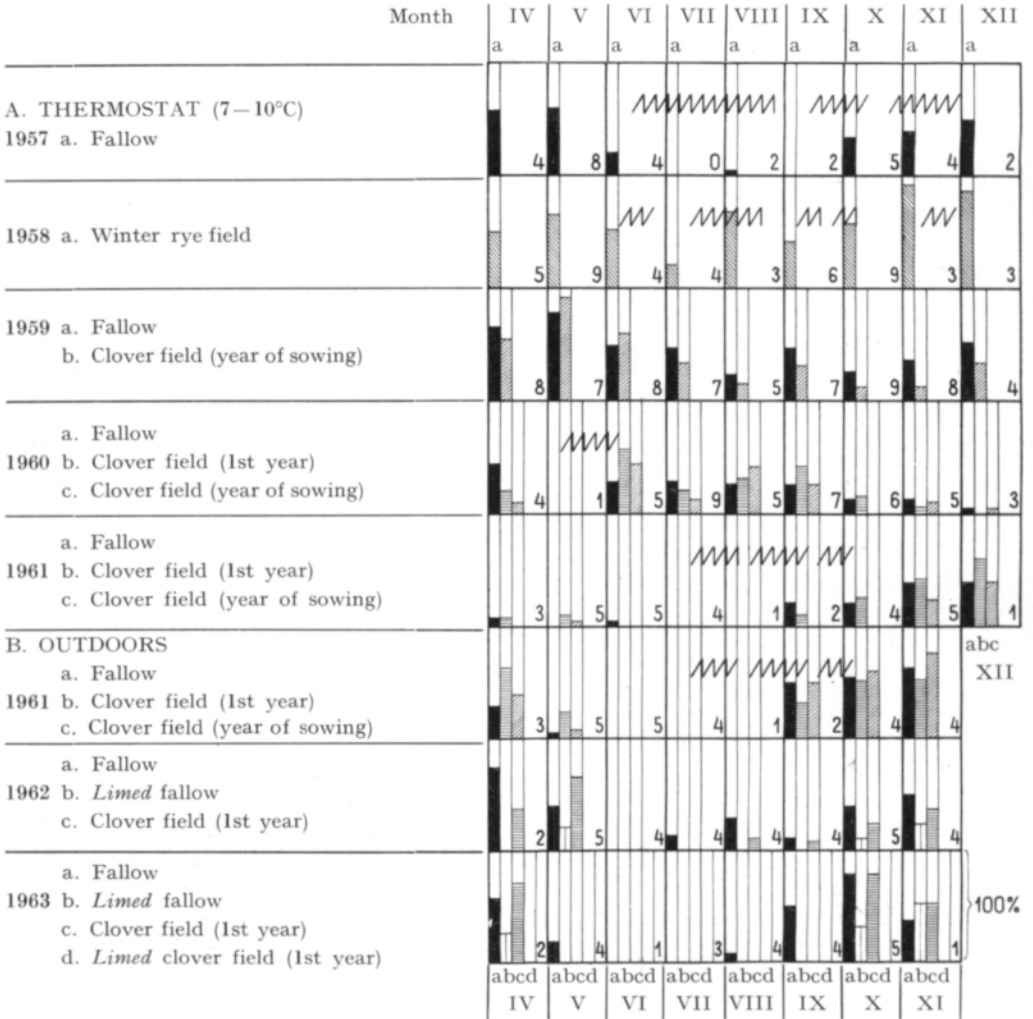 Month IV V VI VII VIII IX X XI XII
a a a a a a a a a
A. THERMOSTAT (7—10°C)
1957 a. Fallow
4 8 4 0 2 2 5 4 2
1958 a. Winter rye field
5 9 4 4 3 6 9 3 3
1959 a. Fallow
b. Clover field (year of sowing)
8 7 8 7 5 7 9 8 4
a. Fallow
1960 b. Clover field (1st year)
c. Clover field (year of sowing)
4 1 5 9 5 7 6 5 3
a. Fallow
1961 b. Clover field (1st year)
c. Clover field (year of sowing)
3 5 5 4 1 2 4 5 1
B. OUTDOORS
abc
a. Fallow
XII
1961 b. Clover field (1st year)
c. Clover field (year of sowing)
3 5 5 4 1 2 4 4
a. Fallow
1962 b. Limed fallow
c. Clover field (1st year)
2 5 4 4 4 4 5 4
a. Fallow
1963 b. Limed fallow
100%
c. Clover field (1st year)
2 4 1 3 4 4 5 1
d. Limed clover field (1st year)
abcd abcd abcd abcd abcd abcd abcd abcd
IV V VI VII VIII IX X XI